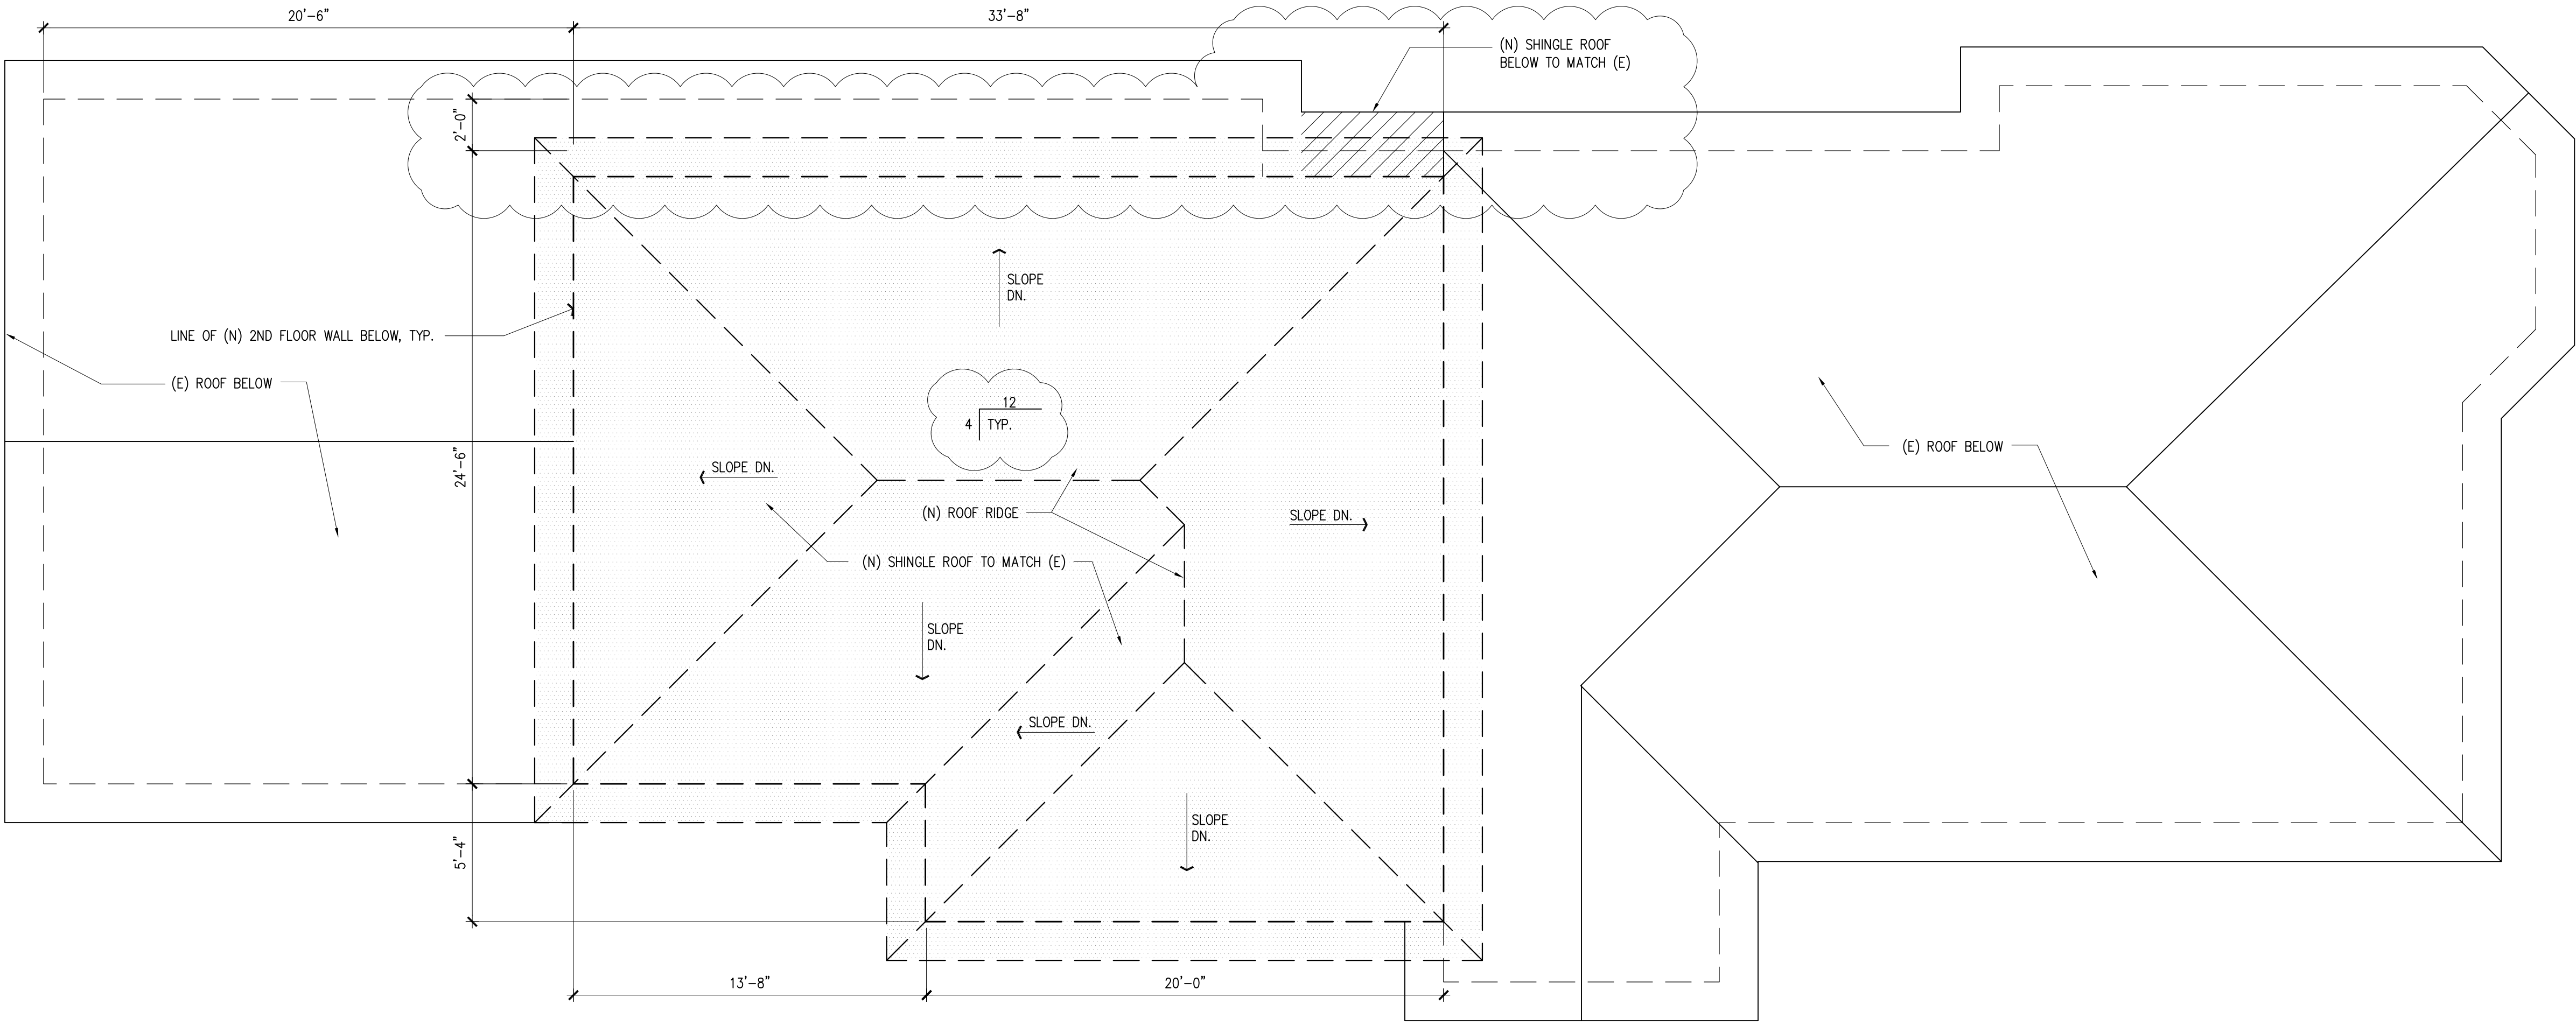 20'-6"
33'-8"
(N) SHINGLE ROOF
BELOW TO MATCH (E)
2'-0"
SLOPE
DN.
LINE OF (N) 2ND FLOOR WALL BELOW, TYP.
(E) ROOF BELOW
12
4 TYP.
(E) ROOF BELOW
24'-6"
SLOPE DN.
(N) ROOF RIDGE
SLOPE DN.
(N) SHINGLE ROOF TO MATCH (E)
SLOPE
DN.
SLOPE DN.
SLOPE
DN.
5'-4"
13'-8"
20'-0"